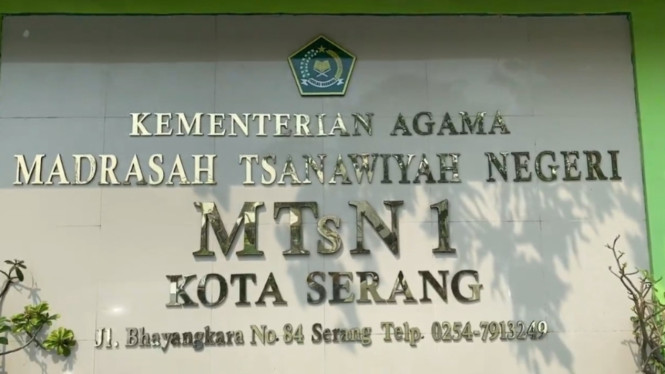 KEMENTERIAN AGAMA
MADRASAH TSANAWIYAH NEGERI
MTsN 1
KOTA SERANG
Jl. Bhayangkara No 84 Serang Telp 0254-7913249